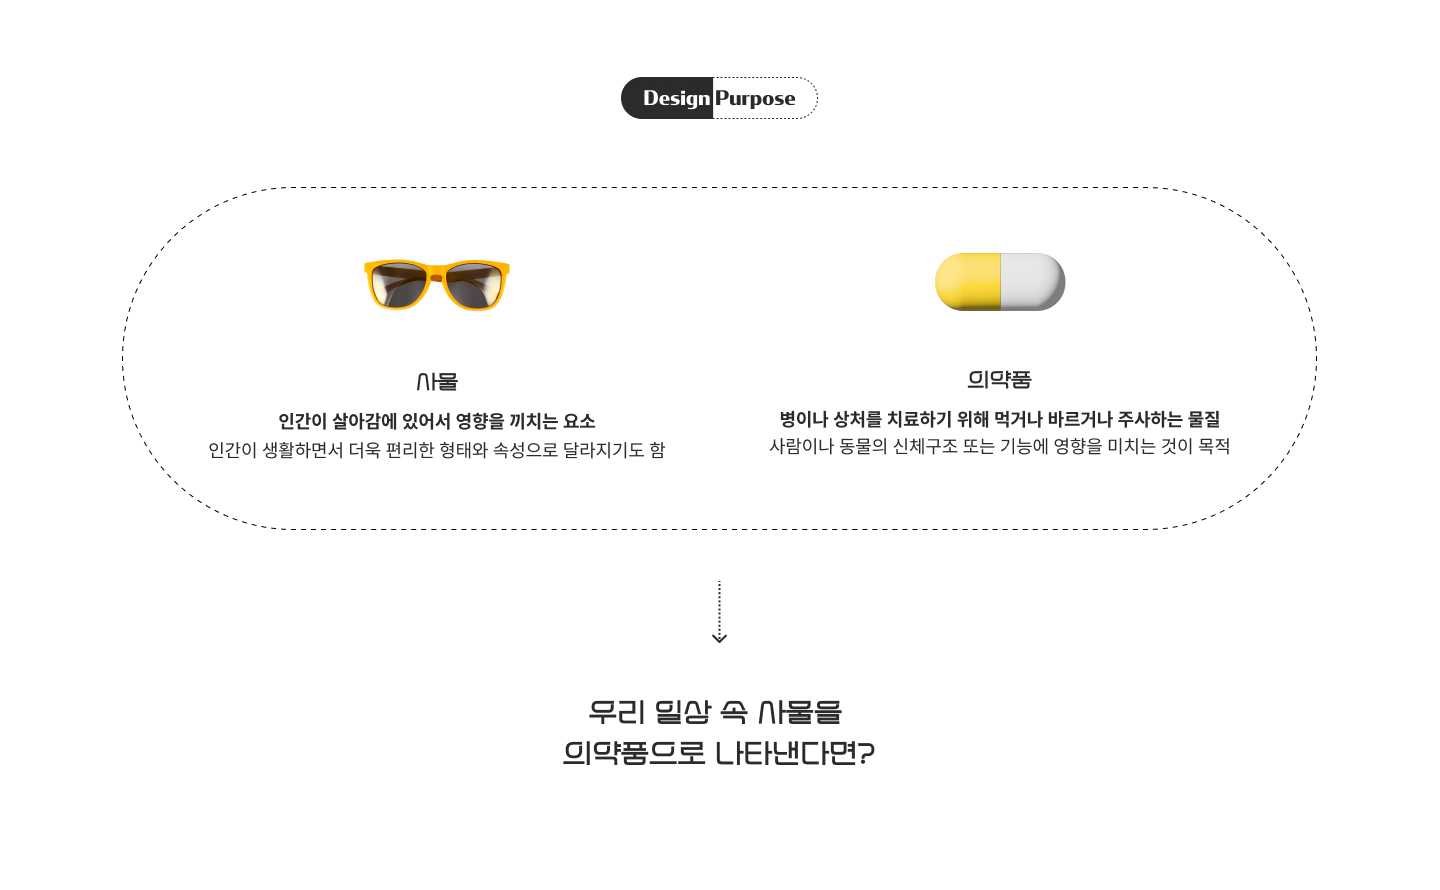 Design Purpose
사물
인간이 살아감에 있어서 영향을 끼치는 요소
인간이 생활하면서 더욱 편리한 형태와 속성으로 달라지기도 함
의약품
병이나 상처를 치료하기 위해 먹거나 바르거나 주사하는 물질
사람이나 동물의 신체구조 또는 기능에 영향을 미치는 것이 목적
우리 일상 속 사물을
의약품으로 나타낸다면?